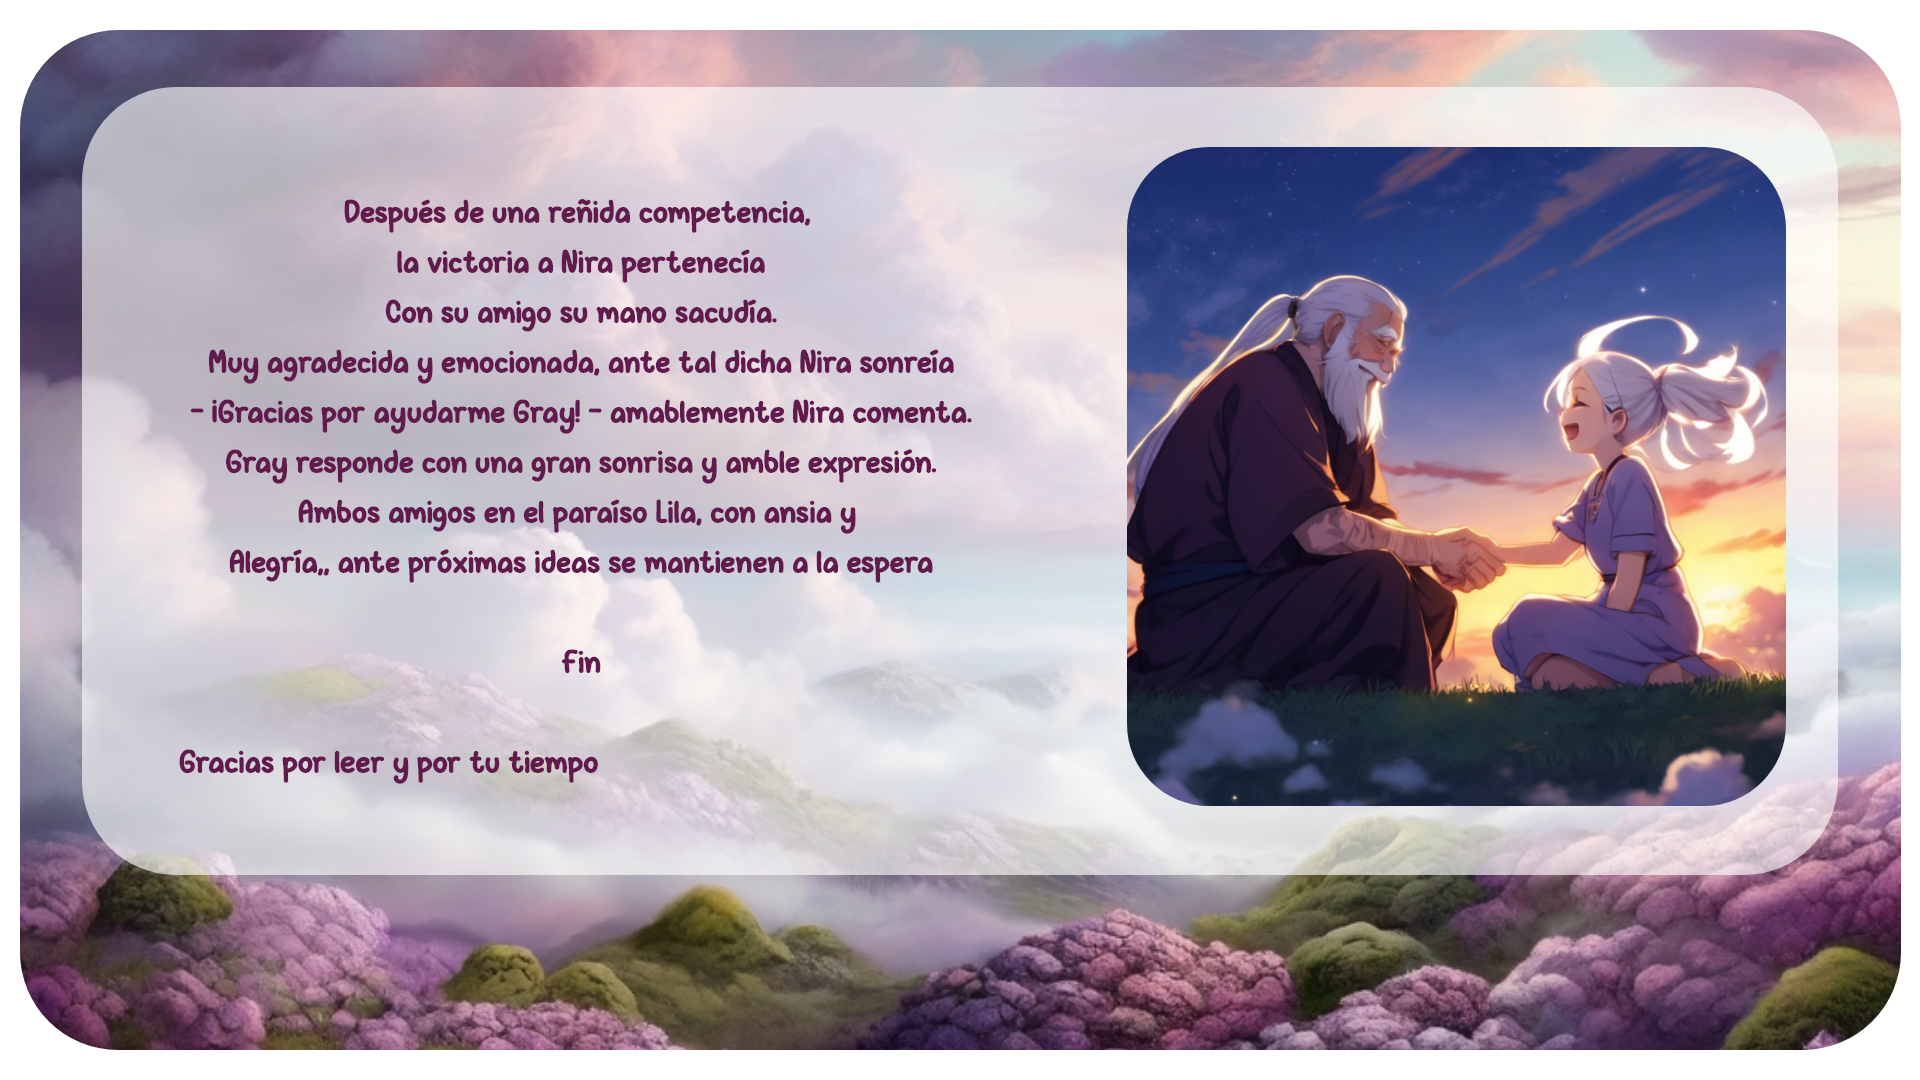 Después de una reñida competencia,
la victoria a Nira pertenecía
Con su amigo su mano sacudía.
Muy agradecida y emocionada, ante tal dicha Nira sonreía
- ¡Gracias por ayudarme Gray! - amablemente Nira comenta.
Gray responde con una gran sonrisa y amble expresión.
Ambos amigos en el paraíso Lila, con ansia y
Alegría,, ante próximas ideas se mantienen a la espera
Fin
Gracias por leer y por tu tiempo